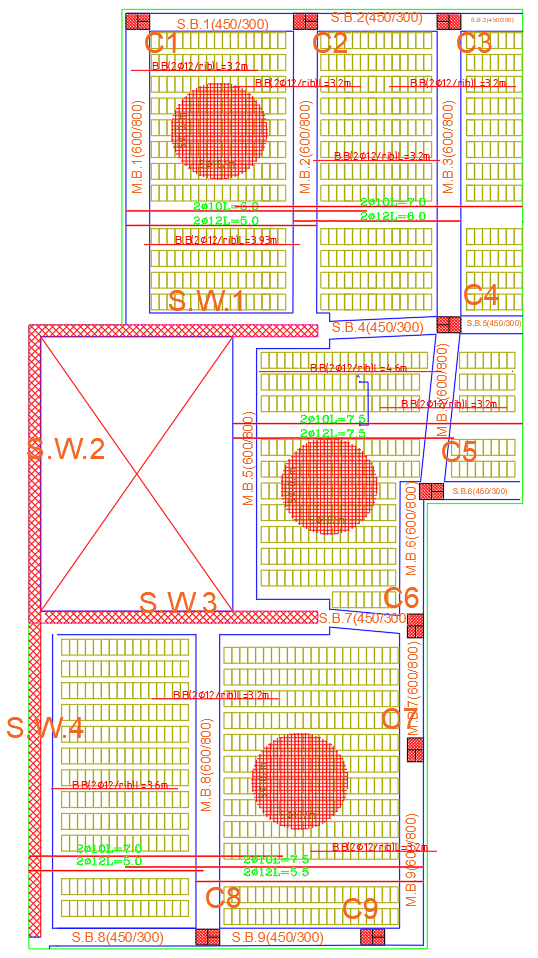 S.B.1(450/300)
S.B.2(450/300)
S.B.3(450/300)
C1
C2
C3
B.B(2Ø12/rib)L=3.2m
B.B(2Ø12/rib)L=3.2m
B.B(2Ø12/rib)L=3.2m
M.B.1(600/800)
M.B.2(600/800)
M.B.3(600/800)
B.B(2Ø12/rib)L=3.2m
2ø10L=6.0
2ø10L=7.0
2ø12L=5.0
2ø12L=6.0
B.B(2Ø12/rib)L=3.93m
S.W.1
C4
S.B.4(450/300)
S.B.5(450/300)
B.B(2Ø12/rib)L=4.6m
B.B(2Ø12/rib)L=3.2m
2ø10L=7.5
2ø12L=7.5
M.B.5(600/800)
S.W.2
C5
S.B.6(450/300)
M.B.6(600/800)
S.W.3
C6
S.B.7(450/300)
B.B(2Ø12/rib)L=3.2m
M.B.7(600/800)
C7
S.W.4
M.B.8(600/800)
B.B(2Ø12/rib)L=3.6m
2ø10L=7.0
2ø12L=5.0
B.B(2Ø12/rib)L=3.2m
2ø10L=7.5
2ø12L=5.5
M.B.9(600/800)
C8
C9
S.B.8(450/300)
S.B.9(450/300)